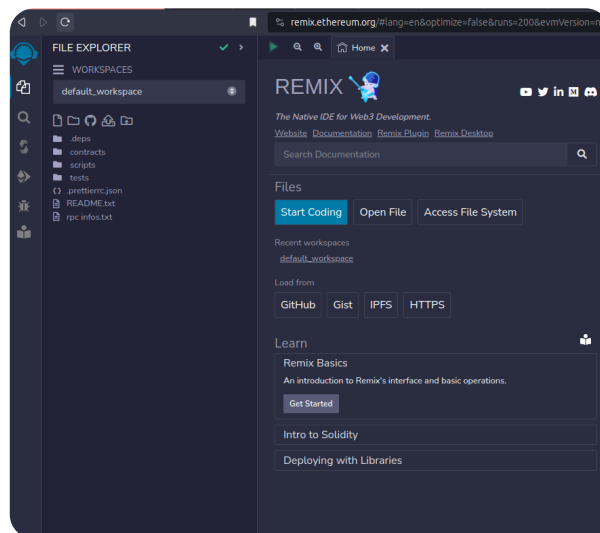 remix.ethereum.org/#lang=en&optimize=false&runs=200&evmVersion=n
FILE EXPLORER
WORKSPACES
default_workspace
.deps
contracts
scripts
tests
.prettierrc.json
README.txt
rpc infos.txt
Home
REMIX
The Native IDE for Web3 Development.
Website Documentation Remix Plugin Remix Desktop
Search Documentation
Files
Start Coding Open File Access File System
Recent workspaces
default_workspace
Load from
GitHub Gist IPFS HTTPS
Learn
Remix Basics
An introduction to Remix's interface and basic operations.
Get Started
Intro to Solidity
Deploying with Libraries